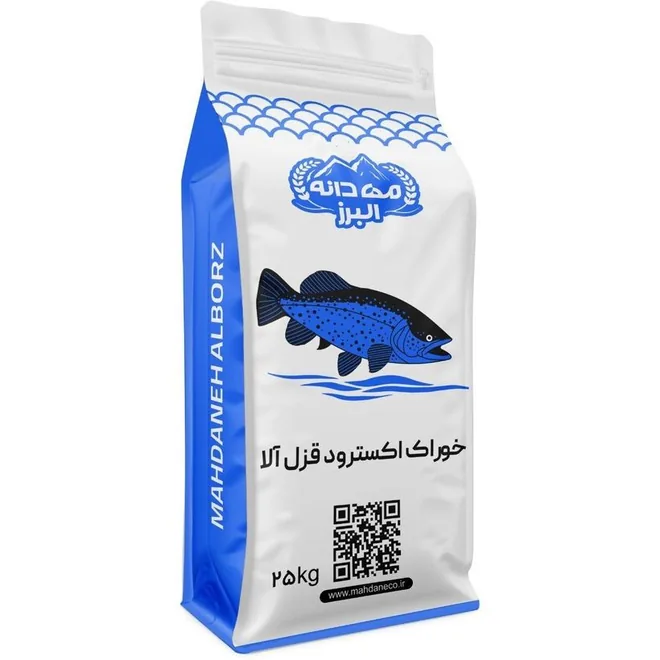 مه دانه
البرز
MAHDANEH ALBORZ
خوراک اکسترود قزل آلا
۲۵kg
www.mahdaneco.ir